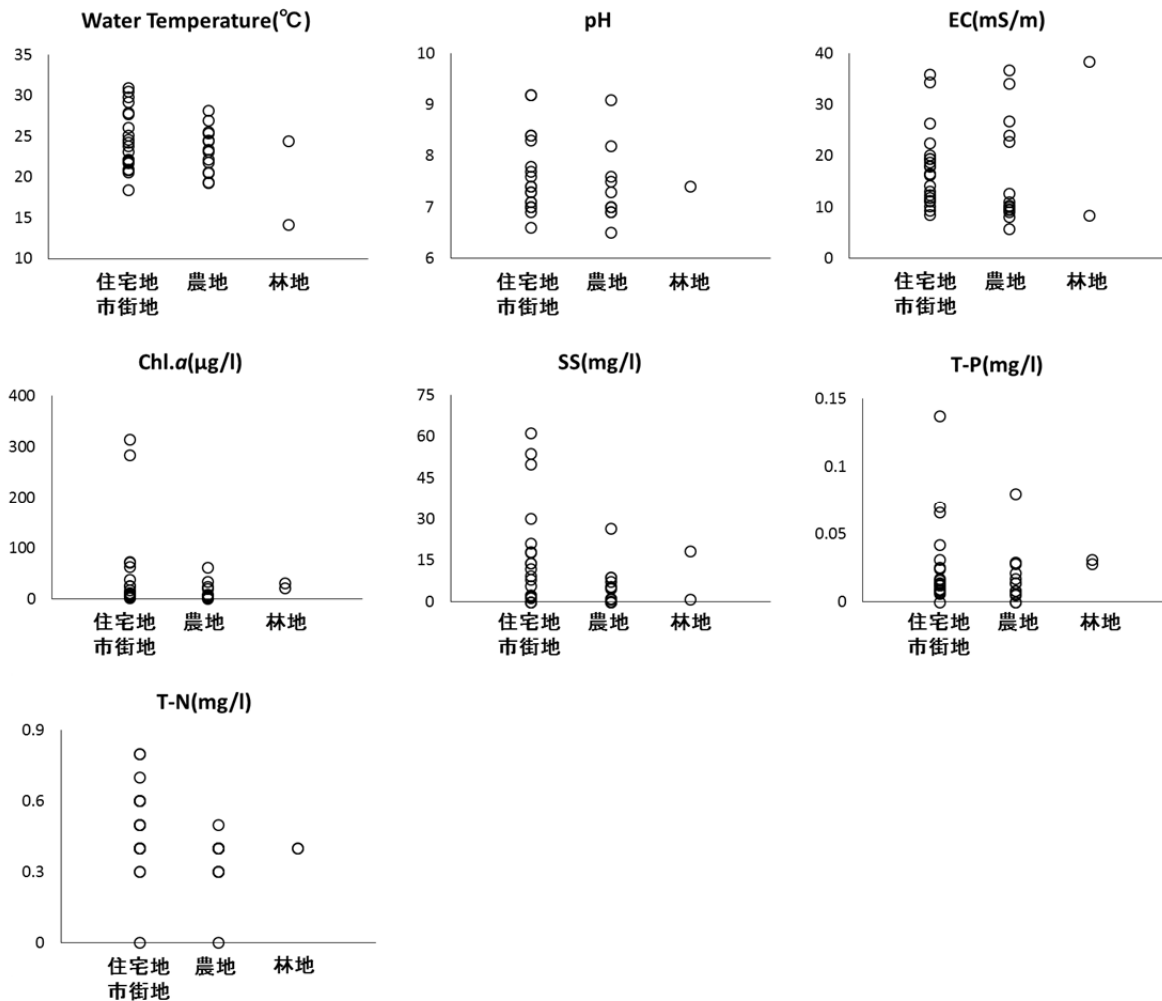 Water Temperature(℃)
35
30
25
20
15
10
住宅地
市街地
農地
林地
pH
10
9
8
7
6
住宅地
市街地
農地
林地
EC(mS/m)
40
30
20
10
0
住宅地
市街地
農地
林地
Chl.a(μg/l)
400
300
200
100
0
住宅地
市街地
農地
林地
SS(mg/l)
75
60
45
30
15
0
住宅地
市街地
農地
林地
T-P(mg/l)
0.15
0.1
0.05
0
住宅地
市街地
農地
林地
T-N(mg/l)
0.9
0.6
0.3
0
住宅地
市街地
農地
林地